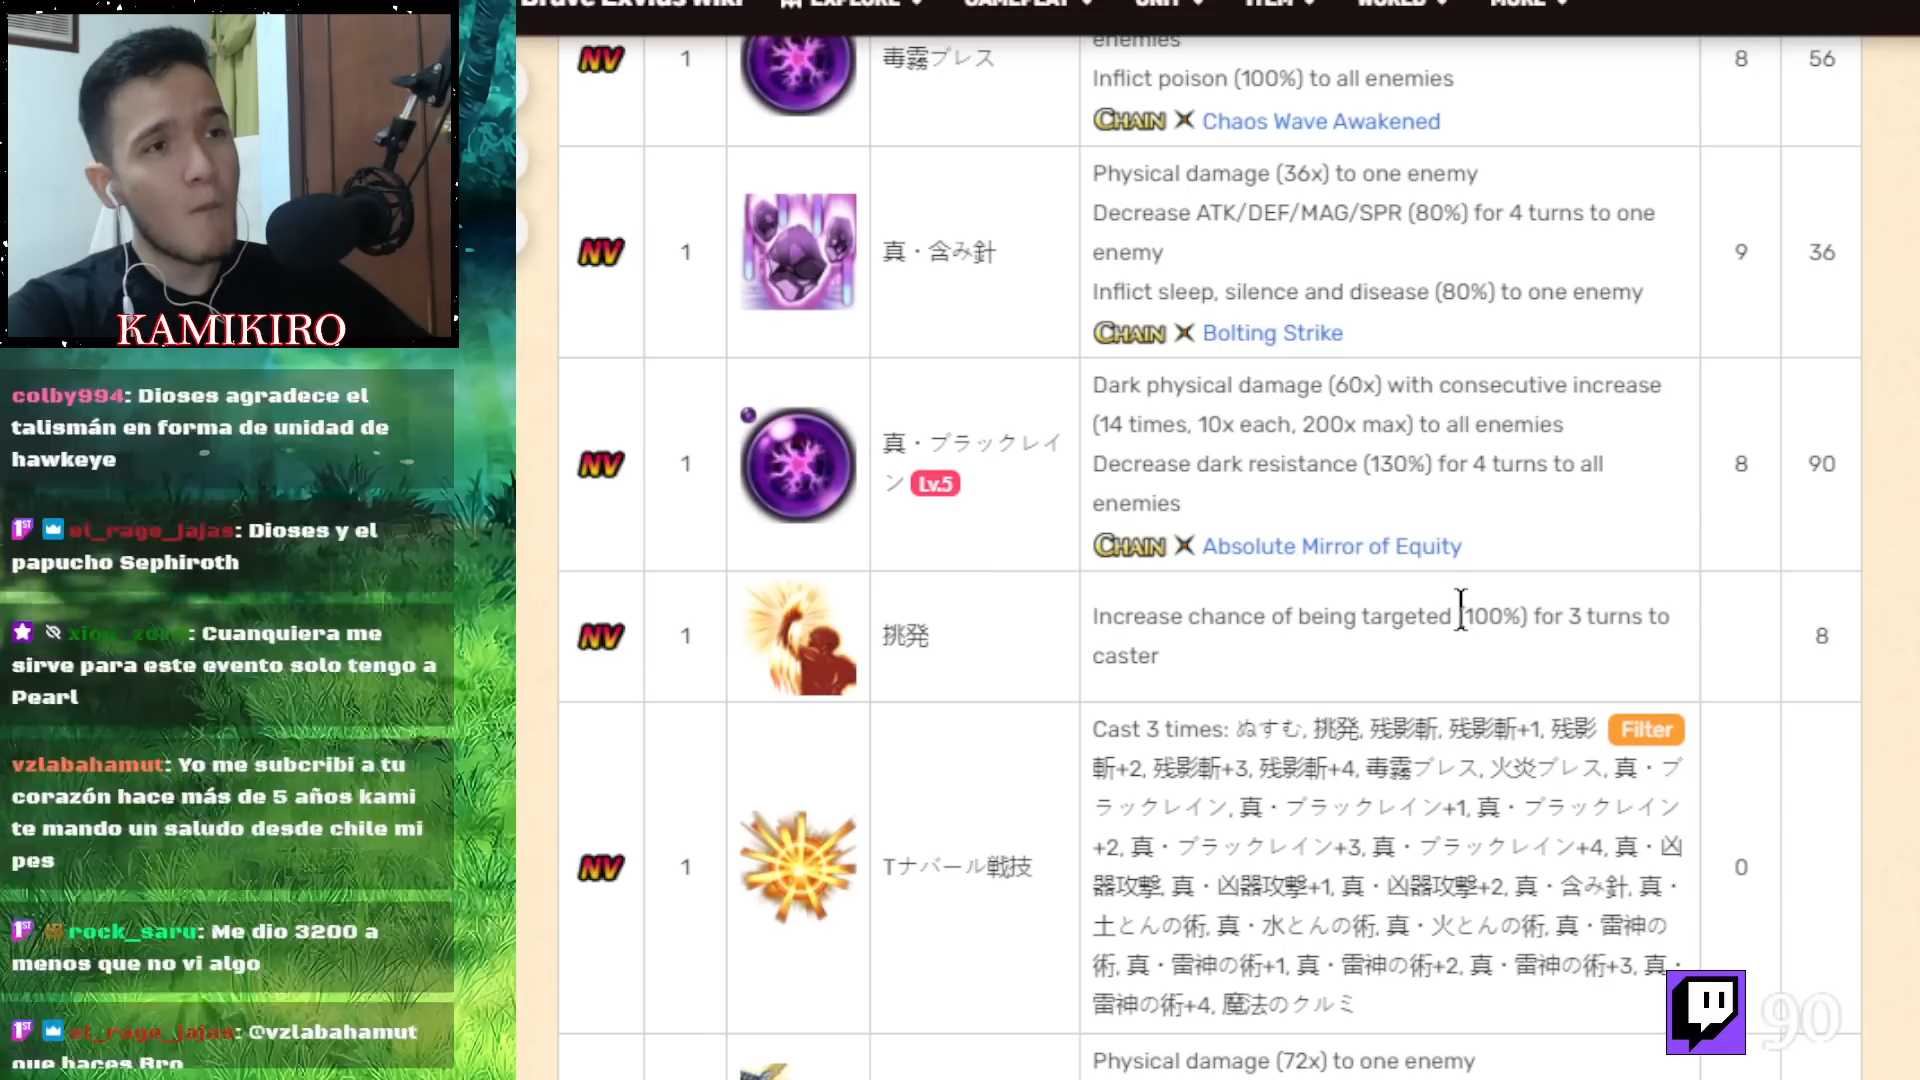 Brave Exvius Wiki EXPLORE GAMEPLAY UNIT ITEM WORLD MORE
KAMIKIRO
colby994: Dioses agradece el
talismán en forma de unidad de
hawkeye
1ST el_rage_jajas: Dioses y el
papucho Sephiroth
: Cuanquiera me
sirve para este evento solo tengo a
Pearl
vzlabahamut: Yo me subcribi a tu
corazón hace más de 5 años kami
te mando un saludo desde chile mi
pes
1ST rock_saru: Me dio 3200 a
menos que no vi algo
1ST el_rage_jajas: @vzlabahamut
que haces Bro
enemies
NV 1 毒霧ブレス Inflict poison (100%) to all enemies 8 56
CHAIN Chaos Wave Awakened
Physical damage (36x) to one enemy
Decrease ATK/DEF/MAG/SPR (80%) for 4 turns to one
NV 1 真・含み針 enemy 9 36
Inflict sleep, silence and disease (80%) to one enemy
CHAIN Bolting Strike
Dark physical damage (60x) with consecutive increase
(14 times, 10x each, 200x max) to all enemies
NV 1 真・ブラックレイ
ン Lv.5
Decrease dark resistance (130%) for 4 turns to all 8 90
enemies
CHAIN Absolute Mirror of Equity
NV 1 挑発 Increase chance of being targeted (100%) for 3 turns to
caster 8
Cast 3 times: ぬすむ, 挑発, 残影斬, 残影斬+1, 残影 Filter
斬+2, 残影斬+3, 残影斬+4, 毒霧ブレス, 火炎ブレス, 真・ブ
ラックレイン, 真・ブラックレイン+1, 真・ブラックレイン
+2, 真・ブラックレイン+3, 真・ブラックレイン+4, 真・凶
NV 1 Tナバール戦技 器攻撃, 真・凶器攻撃+1, 真・凶器攻撃+2, 真・含み針, 真・ 0
土とんの術, 真・水とんの術, 真・火とんの術, 真・雷神の
術, 真・雷神の術+1, 真・雷神の術+2, 真・雷神の術+3, 真・
雷神の術+4, 魔法のクルミ
90
Physical damage (72x) to one enemy